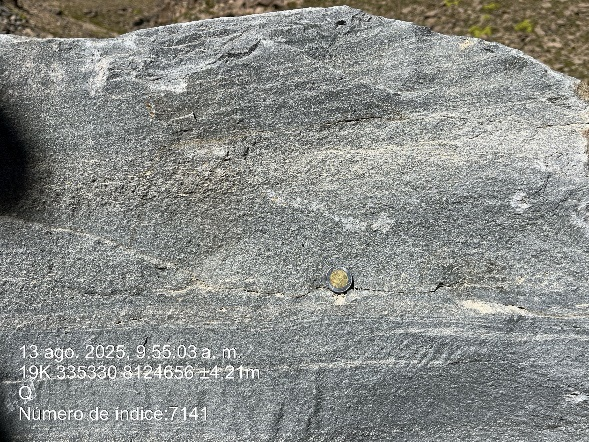 13 ago. 2025, 9:55:03 a. m.
19K 335330 8124656 ±4.21m
Q
Número de índice:7141